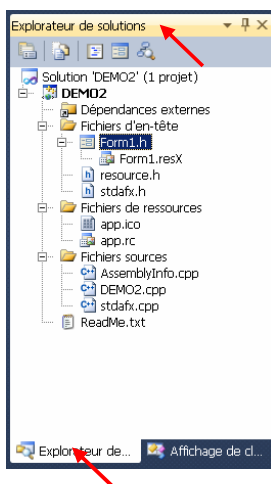 Explorateur de solutions
Solution 'DEMO2' (1 projet)
DEMO2
Dépendances externes
Fichiers d'en-tête
Form1.h
Form1.resX
resource.h
stdafx.h
Fichiers de ressources
app.ico
app.rc
Fichiers sources
AssemblyInfo.cpp
DEMO2.cpp
stdafx.cpp
ReadMe.txt
Explorateur de... Affichage de cl...